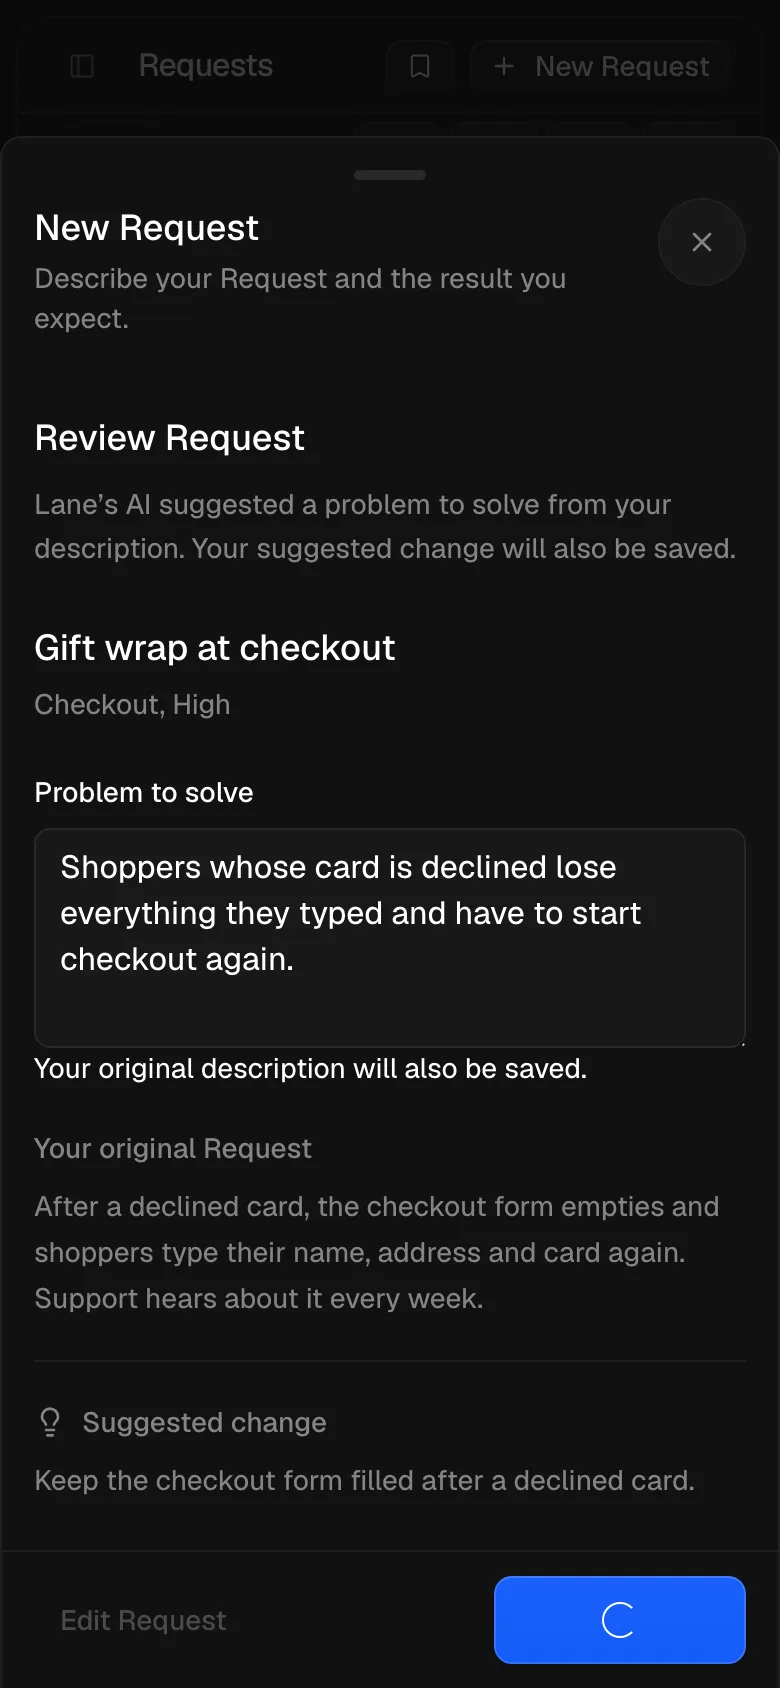 Requests
New Request
New Request
Describe your Request and the result you
expect.
Review Request
Lane’s AI suggested a problem to solve from your
description. Your suggested change will also be saved.
Gift wrap at checkout
Checkout, High
Problem to solve
Shoppers whose card is declined lose
everything they typed and have to start
checkout again.
Your original description will also be saved.
Your original Request
After a declined card, the checkout form empties and
shoppers type their name, address and card again.
Support hears about it every week.
Suggested change
Keep the checkout form filled after a declined card.
Edit Request